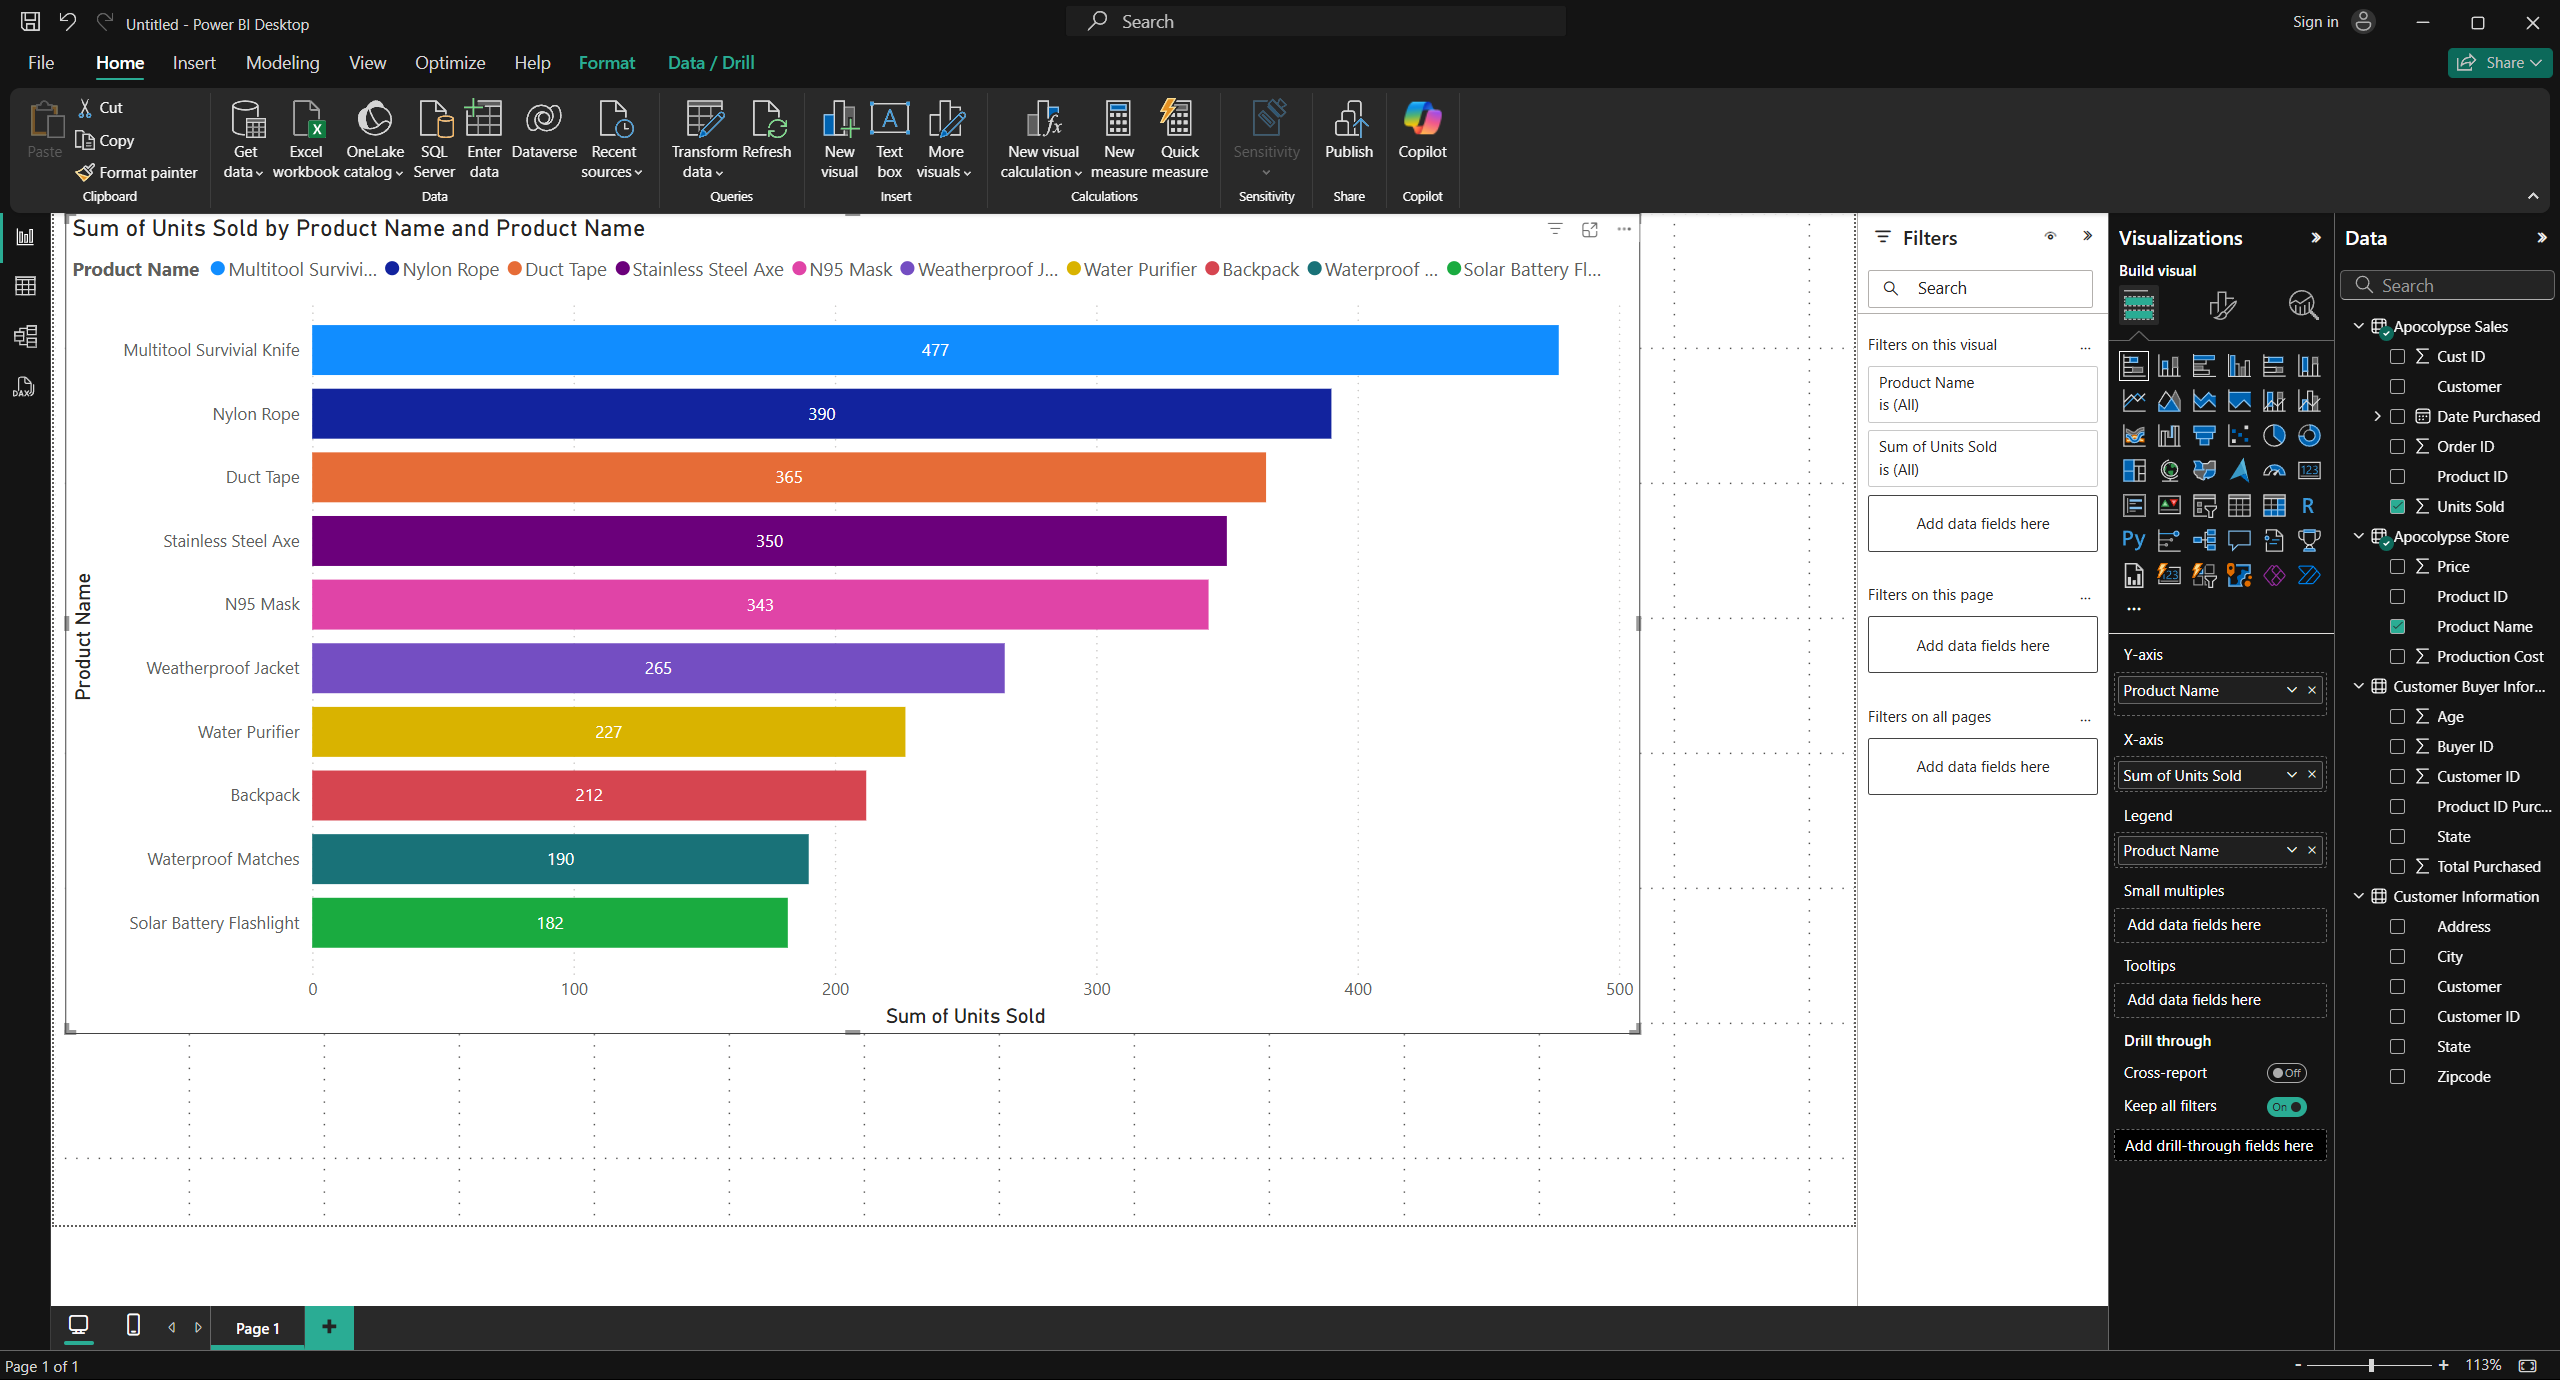 Untitled - Power BI Desktop
Search
Sign in
File Home Insert Modeling View Optimize Help Format Data / Drill
Share
Paste
Cut
Copy
Format painter
Clipboard
Get data
Excel workbook
OneLake catalog
SQL Server
Enter data
Dataverse
Recent sources
Data
Transform data
Refresh
Queries
New visual
A
Text box
More visuals
Insert
New visual calculation
New measure
Quick measure
Calculations
Sensitivity
Sensitivity
Publish
Share
Copilot
Copilot
DAX
Sum of Units Sold by Product Name and Product Name
Product Name Multitool Survivi... Nylon Rope Duct Tape Stainless Steel Axe N95 Mask Weatherproof J... Water Purifier Backpack Waterproof ... Solar Battery Fl...
Product Name
Multitool Survivial Knife 477
Nylon Rope 390
Duct Tape 365
Stainless Steel Axe 350
N95 Mask 343
Weatherproof Jacket 265
Water Purifier 227
Backpack 212
Waterproof Matches 190
Solar Battery Flashlight 182
0 100 200 300 400 500
Sum of Units Sold
Filters
Search
Filters on this visual ...
Product Name
is (All)
Sum of Units Sold
is (All)
Add data fields here
Filters on this page ...
Add data fields here
Filters on all pages ...
Add data fields here
Visualizations
Build visual
123
R
Py
123
...
Y-axis
Product Name
X-axis
Sum of Units Sold
Legend
Product Name
Small multiples
Add data fields here
Tooltips
Add data fields here
Drill through
Cross-report Off
Keep all filters On
Add drill-through fields here
Data
Search
Apocolypse Sales
∑ Cust ID
Customer
Date Purchased
∑ Order ID
Product ID
∑ Units Sold
Apocolypse Store
∑ Price
Product ID
Product Name
∑ Production Cost
Customer Buyer Infor...
∑ Age
∑ Buyer ID
∑ Customer ID
Product ID Purc...
State
∑ Total Purchased
Customer Information
Address
City
Customer
Customer ID
State
Zipcode
Page 1 +
Page 1 of 1
- + 113%